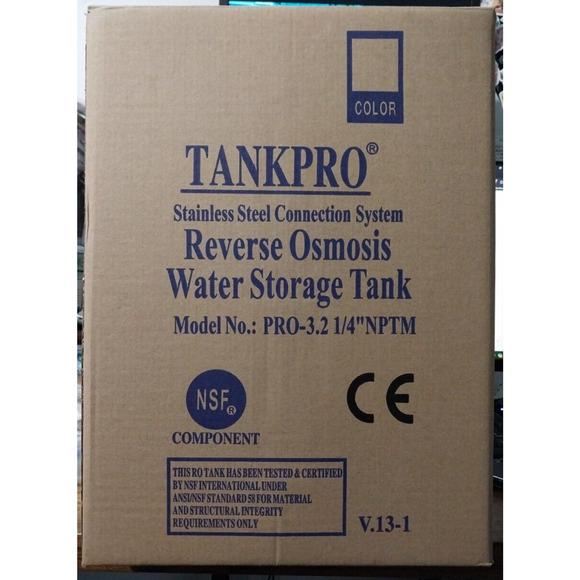 COLOR
TANKPRO®
Stainless Steel Connection System
Reverse Osmosis
Water Storage Tank
Model No.: PRO-3.2 1/4"NPTM
NSF®
COMPONENT
CE
THIS RO TANK HAS BEEN TESTED & CERTIFIED
BY NSF INTERNATIONAL UNDER
ANSI/NSF STANDARD 58 FOR MATERIAL
AND STRUCTURAL INTEGRITY
REQUIREMENTS ONLY
V.13-1